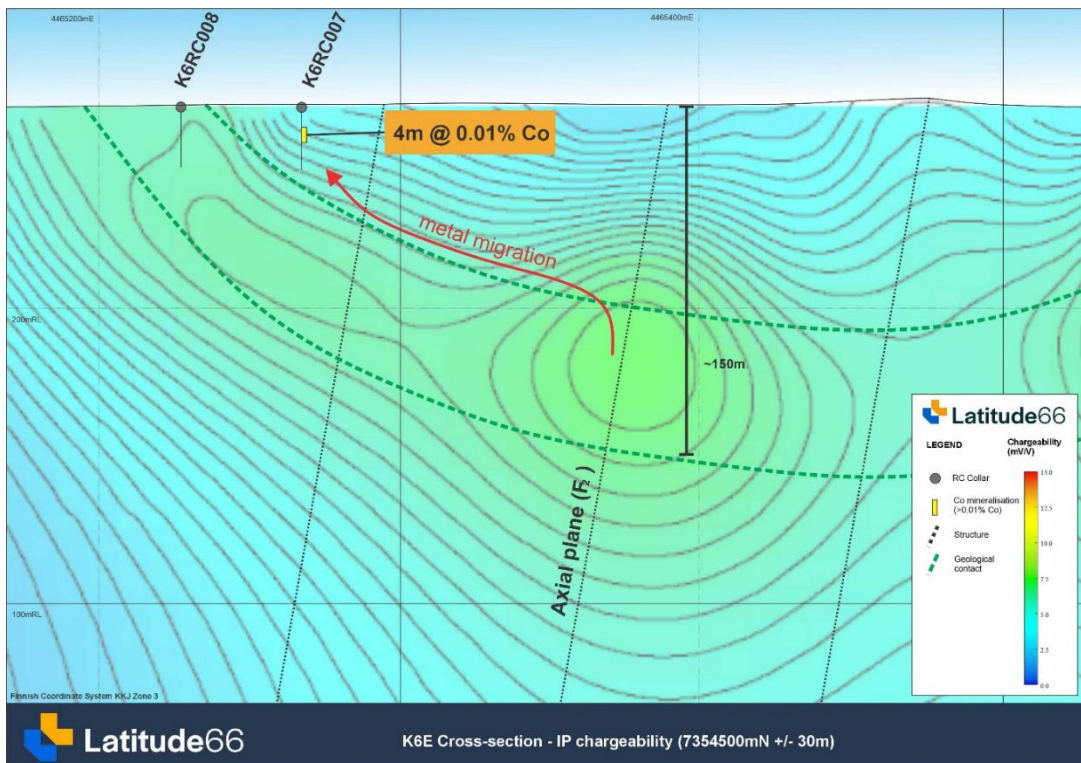 4465200mE
4465400mE
K6RC008
K6RC007
4m @ 0.01% Co
metal migration
200mRL
~150m
Axial plane (F2)
100mRL
Latitude66
LEGEND
Chargeability
(mV/V)
RC Collar
Co mineralisation
(>0.01% Co)
Structure
Geological
contact
15.0
12.5
10.0
7.5
5.0
2.5
0.0
Finnish Coordinate System KKJ Zone 3
Latitude66
K6E Cross-section - IP chargeability (7354500mN +/- 30m)